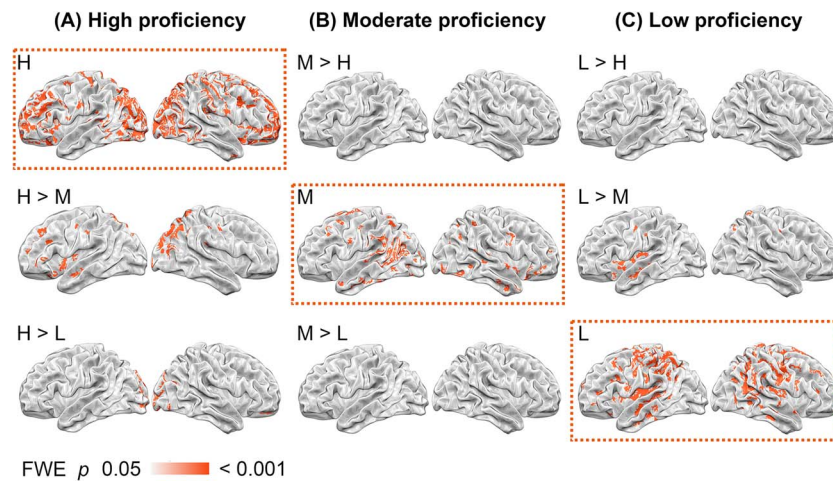 (A) High proficiency (B) Moderate proficiency (C) Low proficiency
H M > H L > H
H > M M L > M
H > L M > L L
FWE p 0.05 < 0.001